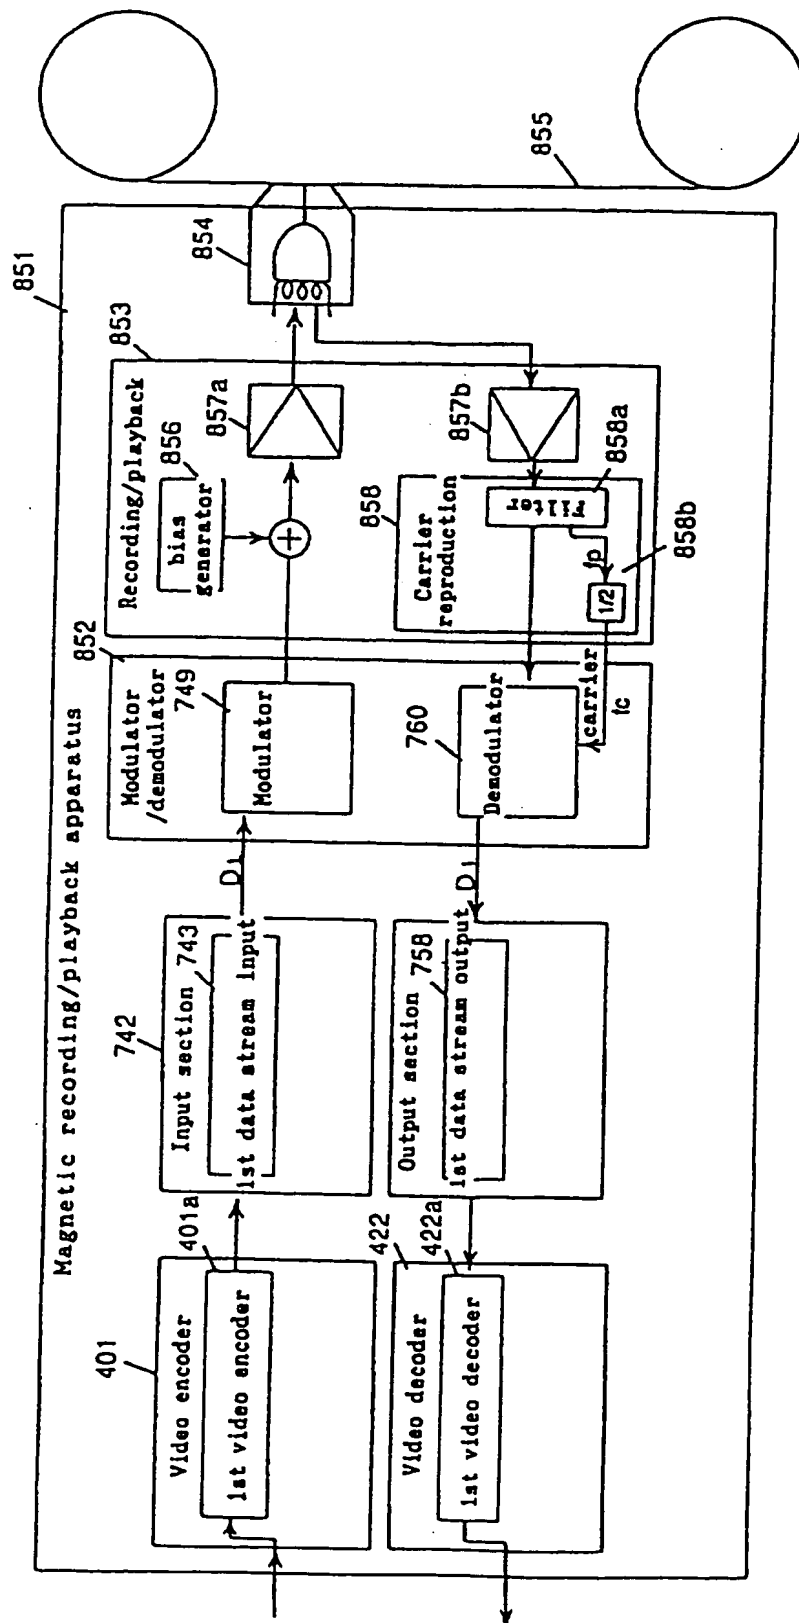 Magnetic recording/playback apparatus
851
401
Video encoder
401a
1st video encoder
742
Input section
743
1st data stream input
D1
852
Modulator
/demodulator
749
Modulator
853
Recording/playback
856
bias
generator
857a
854
855
422
Video decoder
422a
1st video decoder
Output section
758
1st data stream output
D1
760
Demodulator
carrier
fc
858
Carrier
reproduction
857b
858a
Filter
fp
1/2
858b